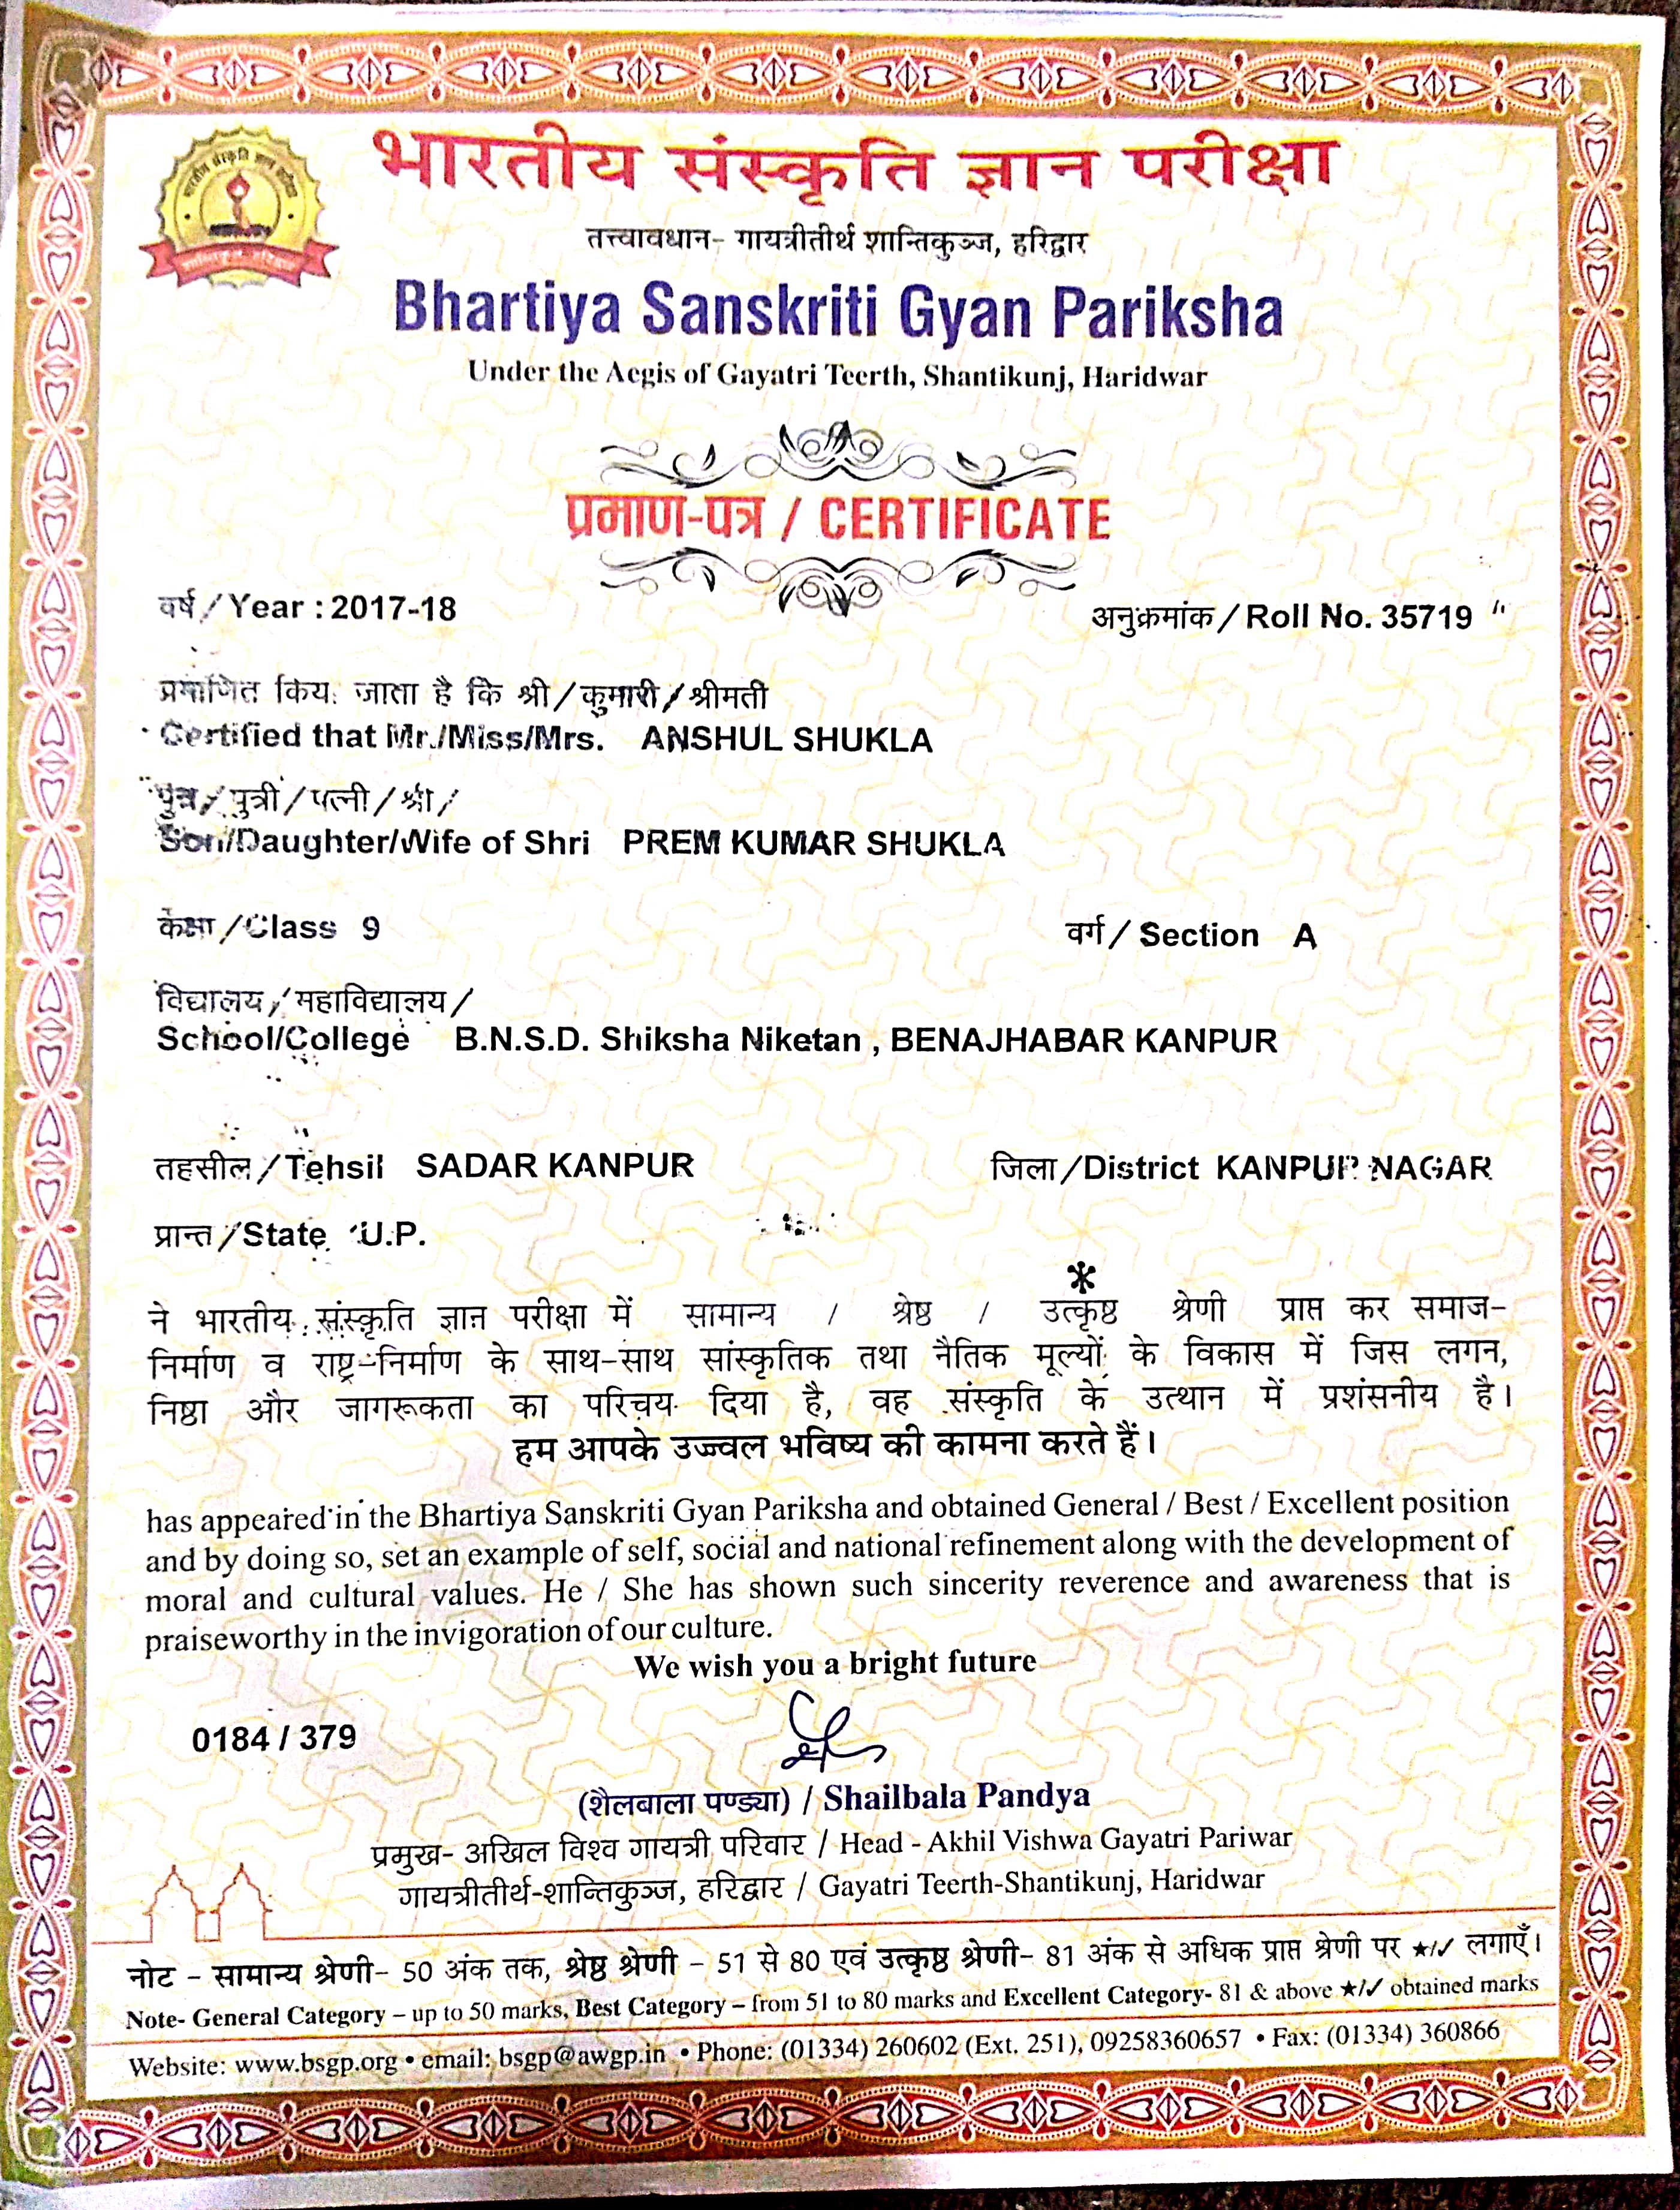 भारतीय संस्कृति ज्ञान परीक्षा
तत्त्वावधान- गायत्रीतीर्थ शान्तिकुञ्ज, हरिद्वार
Bhartiya Sanskriti Gyan Pariksha
Under the Aegis of Gayatri Teerth, Shantikunj, Haridwar
प्रमाण-पत्र / CERTIFICATE
वर्ष / Year : 2017-18 अनुक्रमांक / Roll No. 35719
प्रमाणित किया जाता है कि श्री / कुमारी / श्रीमती
Certified that Mr./Miss/Mrs. ANSHUL SHUKLA
पुत्र / पुत्री / पत्नी / श्री /
Son/Daughter/Wife of Shri PREM KUMAR SHUKLA
कक्षा / Class 9 वर्ग / Section A
विद्यालय / महाविद्यालय /
School/College B.N.S.D. Shiksha Niketan , BENAJHABAR KANPUR
तहसील / Tehsil SADAR KANPUR जिला / District KANPUR NAGAR
प्रान्त / State U.P.
*
ने भारतीय संस्कृति ज्ञान परीक्षा में सामान्य / श्रेष्ठ / उत्कृष्ठ श्रेणी प्राप्त कर समाज-
निर्माण व राष्ट्र-निर्माण के साथ-साथ सांस्कृतिक तथा नैतिक मूल्यों के विकास में जिस लगन,
निष्ठा और जागरूकता का परिचय दिया है, वह संस्कृति के उत्थान में प्रशंसनीय है।
हम आपके उज्ज्वल भविष्य की कामना करते हैं।
has appeared in the Bhartiya Sanskriti Gyan Pariksha and obtained General / Best / Excellent position
and by doing so, set an example of self, social and national refinement along with the development of
moral and cultural values. He / She has shown such sincerity reverence and awareness that is
praiseworthy in the invigoration of our culture.
We wish you a bright future
0184 / 379
(शैलबाला पण्ड्या) / Shailbala Pandya
प्रमुख- अखिल विश्व गायत्री परिवार / Head - Akhil Vishwa Gayatri Pariwar
गायत्रीतीर्थ-शान्तिकुञ्ज, हरिद्वार / Gayatri Teerth-Shantikunj, Haridwar
नोट - सामान्य श्रेणी- 50 अंक तक, श्रेष्ठ श्रेणी - 51 से 80 एवं उत्कृष्ठ श्रेणी- 81 अंक से अधिक प्राप्त श्रेणी पर ★/✓ लगाएँ।
Note- General Category – up to 50 marks, Best Category – from 51 to 80 marks and Excellent Category- 81 & above ★/✓ obtained marks
Website: www.bsgp.org • email: bsgp@awgp.in • Phone: (01334) 260602 (Ext. 251), 09258360657 • Fax: (01334) 360866